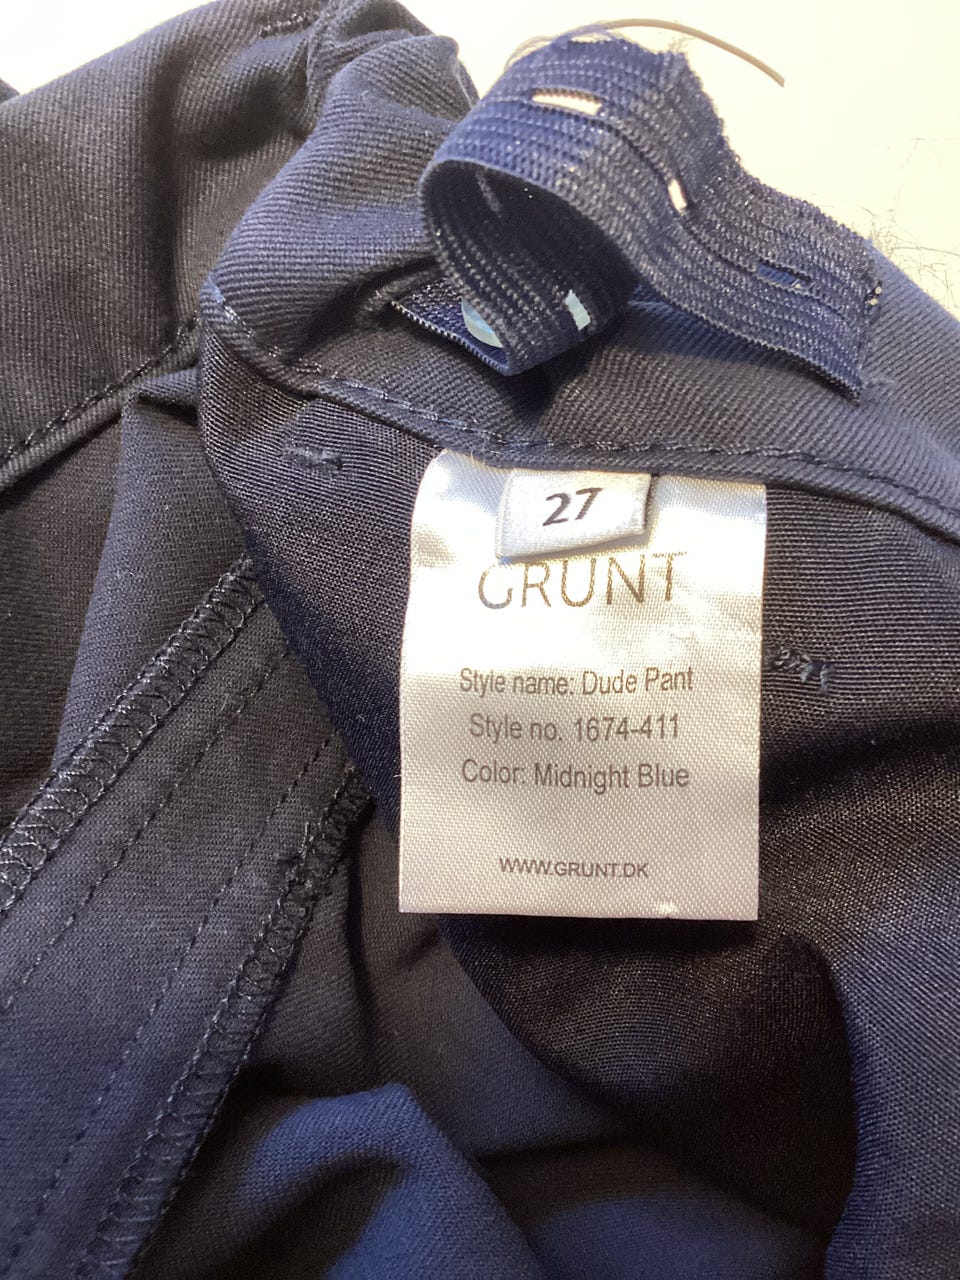 27
GRUNT
Style name: Dude Pant
Style no. 1674-411
Color: Midnight Blue
WWW.GRUNT.DK